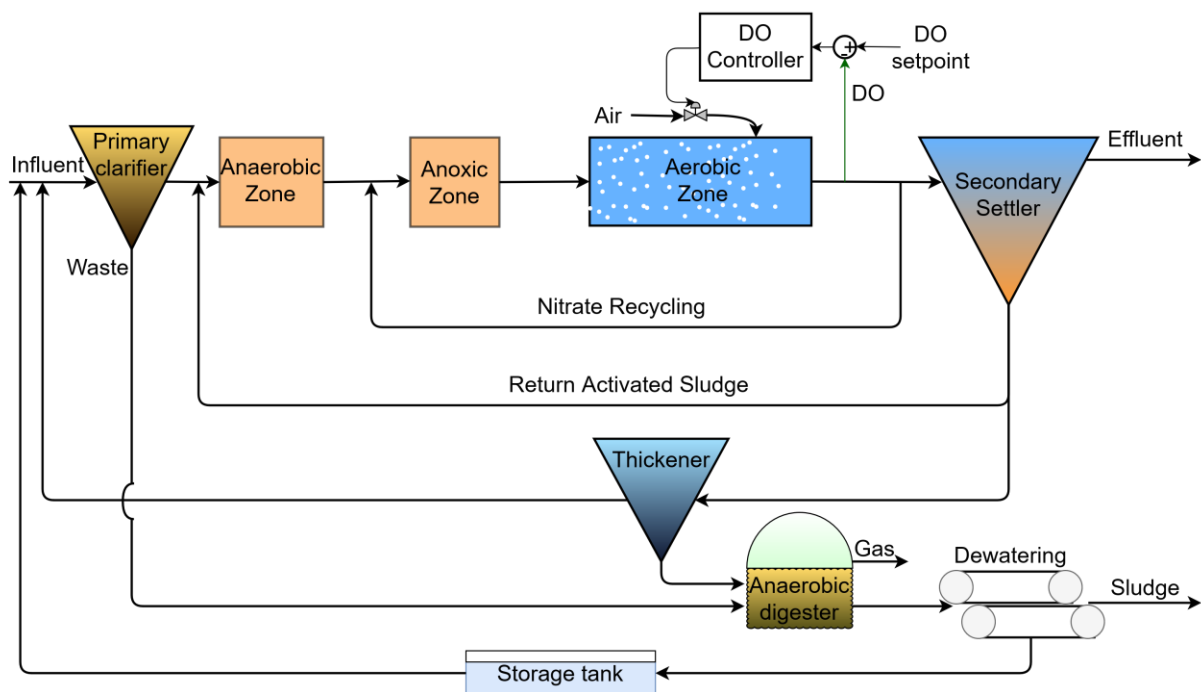 DO
Controller
+
-
DO
setpoint
DO
Air
Influent
Primary
clarifier
Anaerobic
Zone
Anoxic
Zone
Aerobic
Zone
Secondary
Settler
Effluent
Waste
Nitrate Recycling
Return Activated Sludge
Thickener
Gas
Anaerobic
digester
Dewatering
Sludge
Storage tank